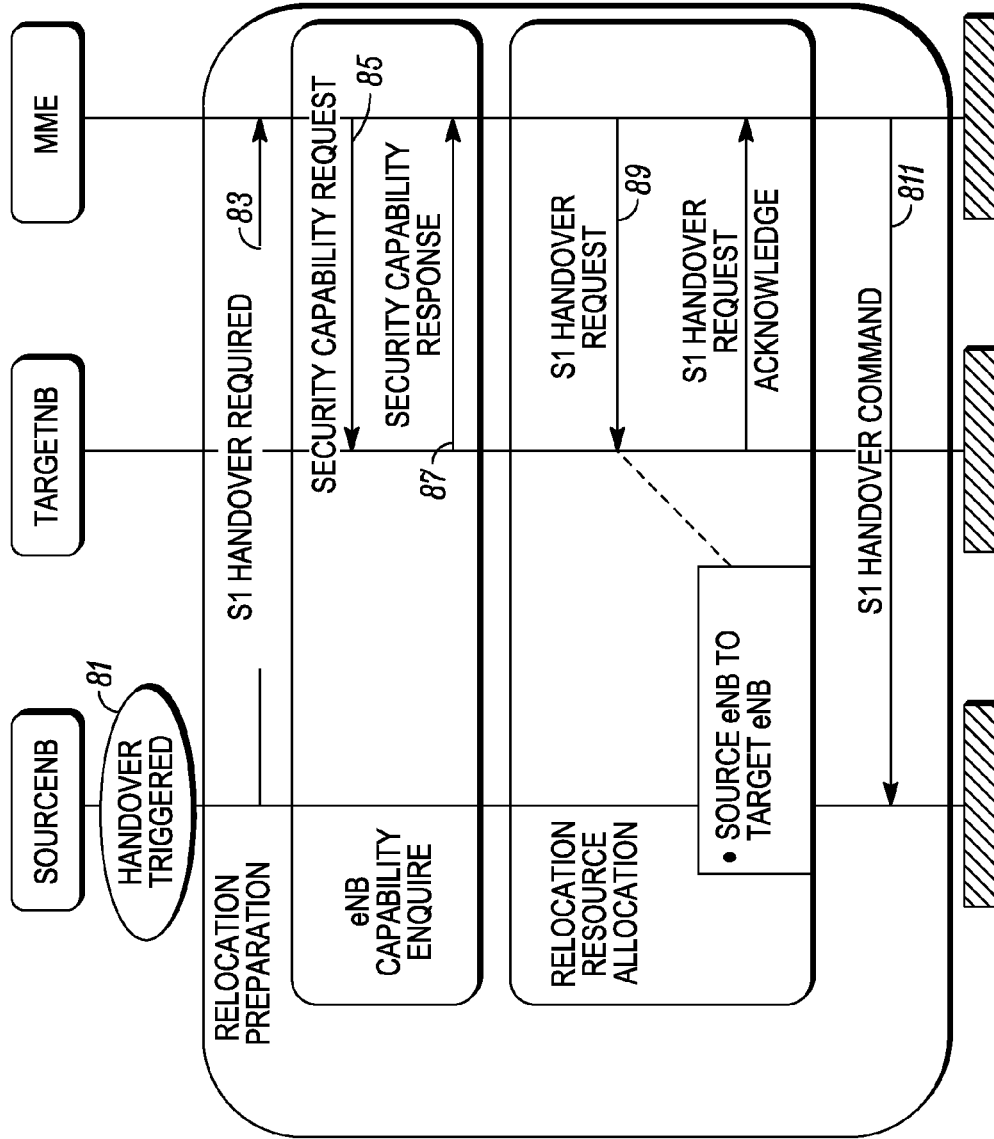 SOURCENB
TARGETNB
MME
HANDOVER
TRIGGERED
81
RELOCATION
PREPARATION
S1 HANDOVER REQUIRED
83
eNB
CAPABILITY
ENQUIRE
SECURITY CAPABILITY REQUEST
85
SECURITY CAPABILITY
RESPONSE
87
RELOCATION
RESOURCE
ALLOCATION
S1 HANDOVER
REQUEST
89
• SOURCE eNB TO
TARGET eNB
S1 HANDOVER
REQUEST
ACKNOWLEDGE
S1 HANDOVER COMMAND
811